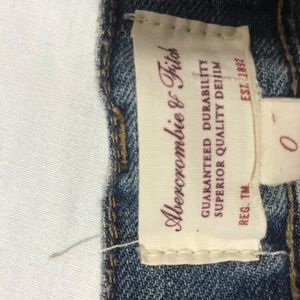 Abercrombie & Fitch
GUARANTEED DURABILITY
SUPERIOR QUALITY DENIM
REG. TM. EST. 1892
0